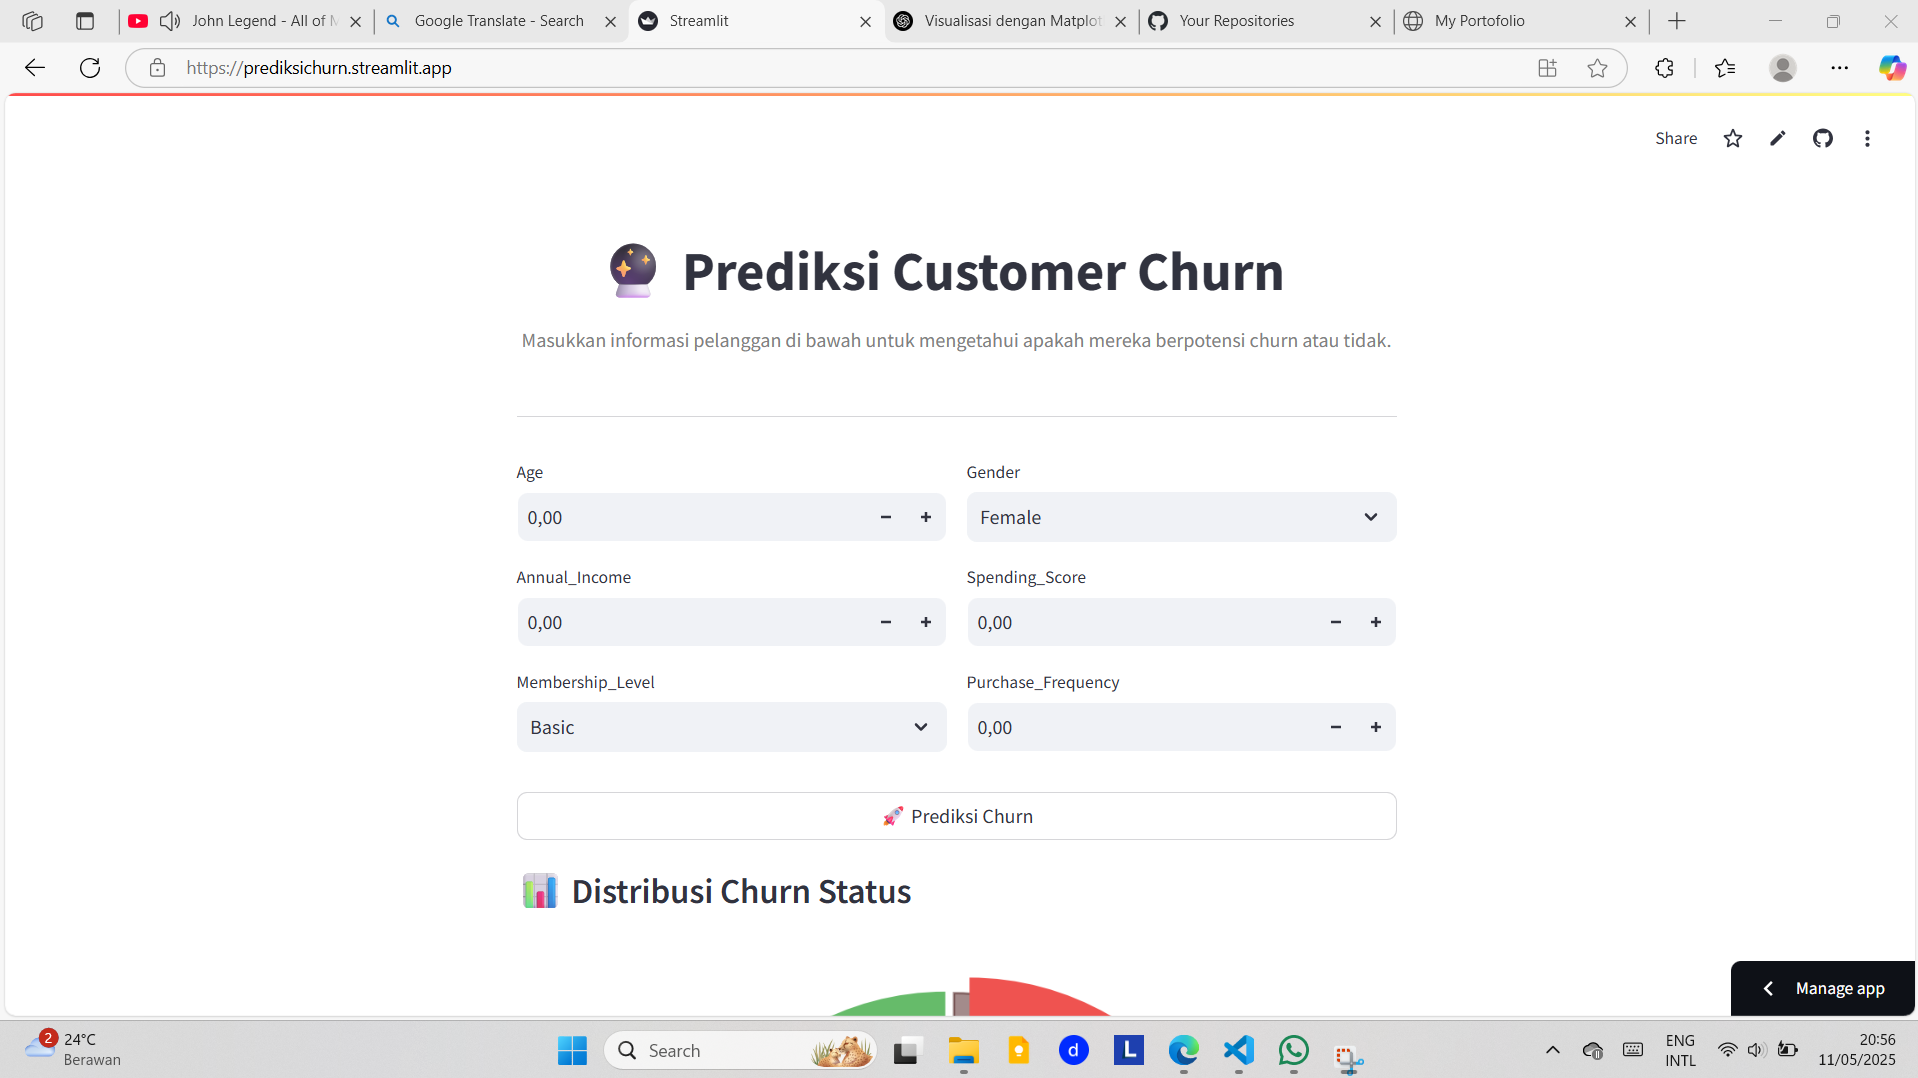 John Legend - All of M
Google Translate - Search
Streamlit
Visualisasi dengan Matplot
Your Repositories
My Portofolio
https://prediksichurn.streamlit.app
Share
Prediksi Customer Churn
Masukkan informasi pelanggan di bawah untuk mengetahui apakah mereka berpotensi churn atau tidak.
Age
Gender
0,00
Female
Annual_Income
Spending_Score
0,00
0,00
Membership_Level
Purchase_Frequency
Basic
0,00
Prediksi Churn
Distribusi Churn Status
Manage app
2
24°C
Berawan
Search
d
L
ENG
INTL
20:56
11/05/2025